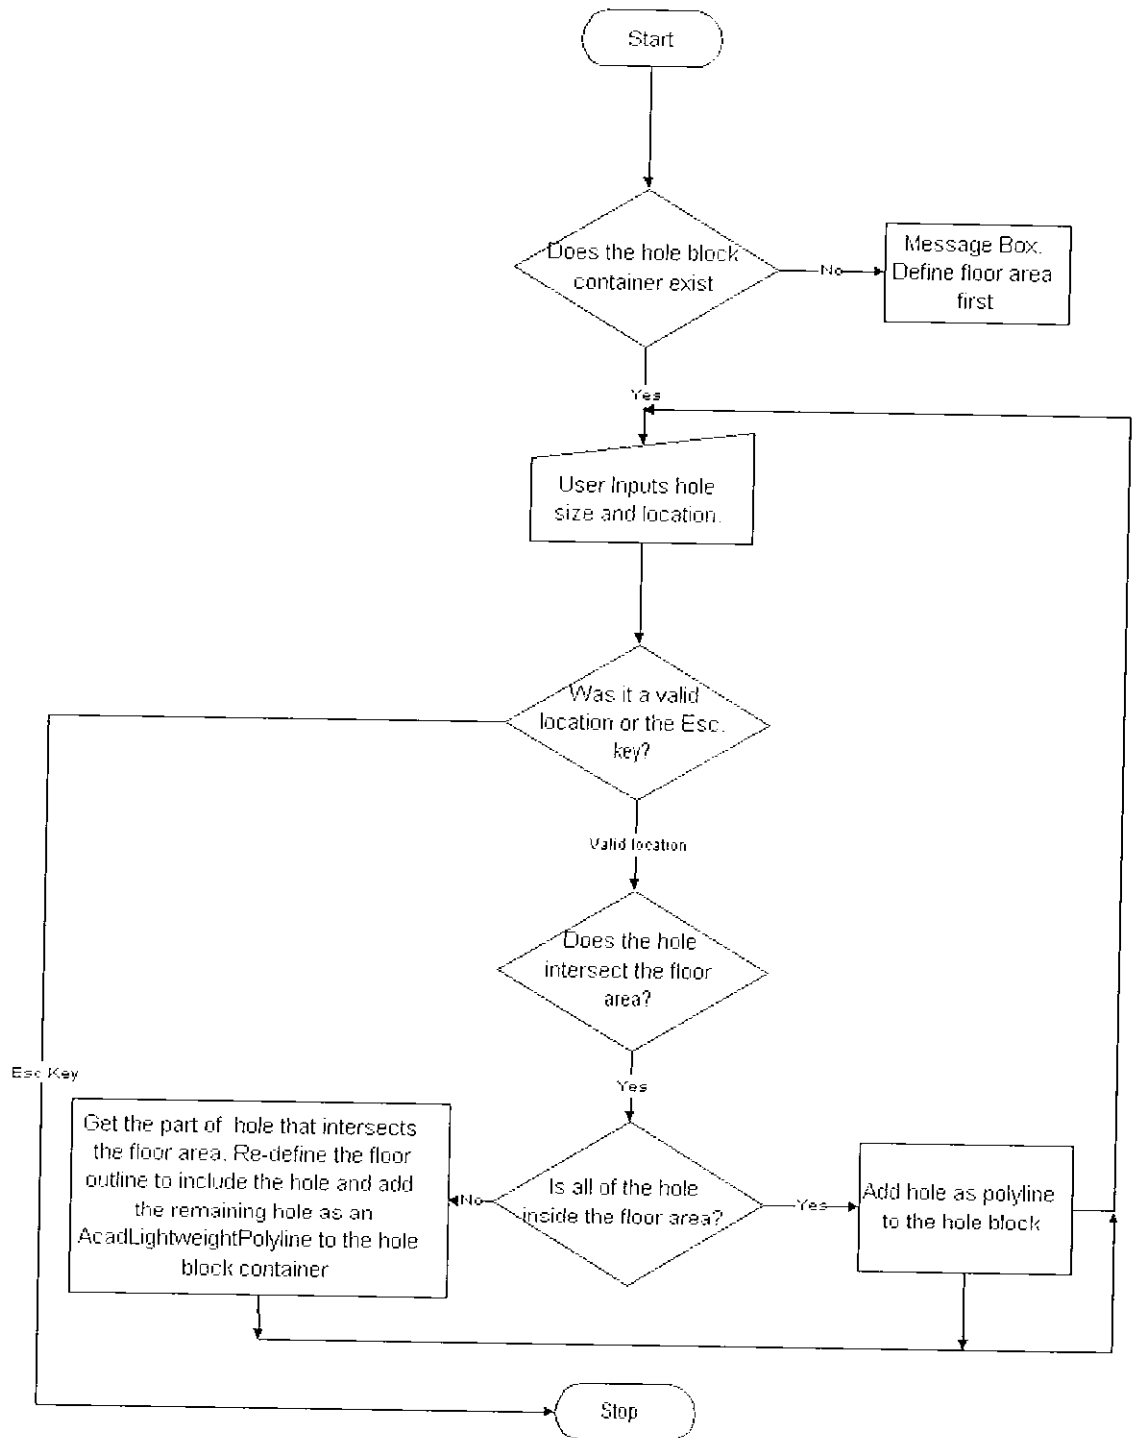 Start
Does the hole block
container exist
No
Message Box.
Define floor area
first
Yes
User Inputs hole
size and location.
Was it a valid
location or the Esc.
key?
Valid location
Does the hole
intersect the floor
area?
Esc Key
Yes
Get the part of hole that intersects
the floor area. Re-define the floor
outline to include the hole and add
the remaining hole as an
AcadLightweightPolyline to the hole
block container
No
Is all of the hole
inside the floor area?
Yes
Add hole as polyline
to the hole block
Stop